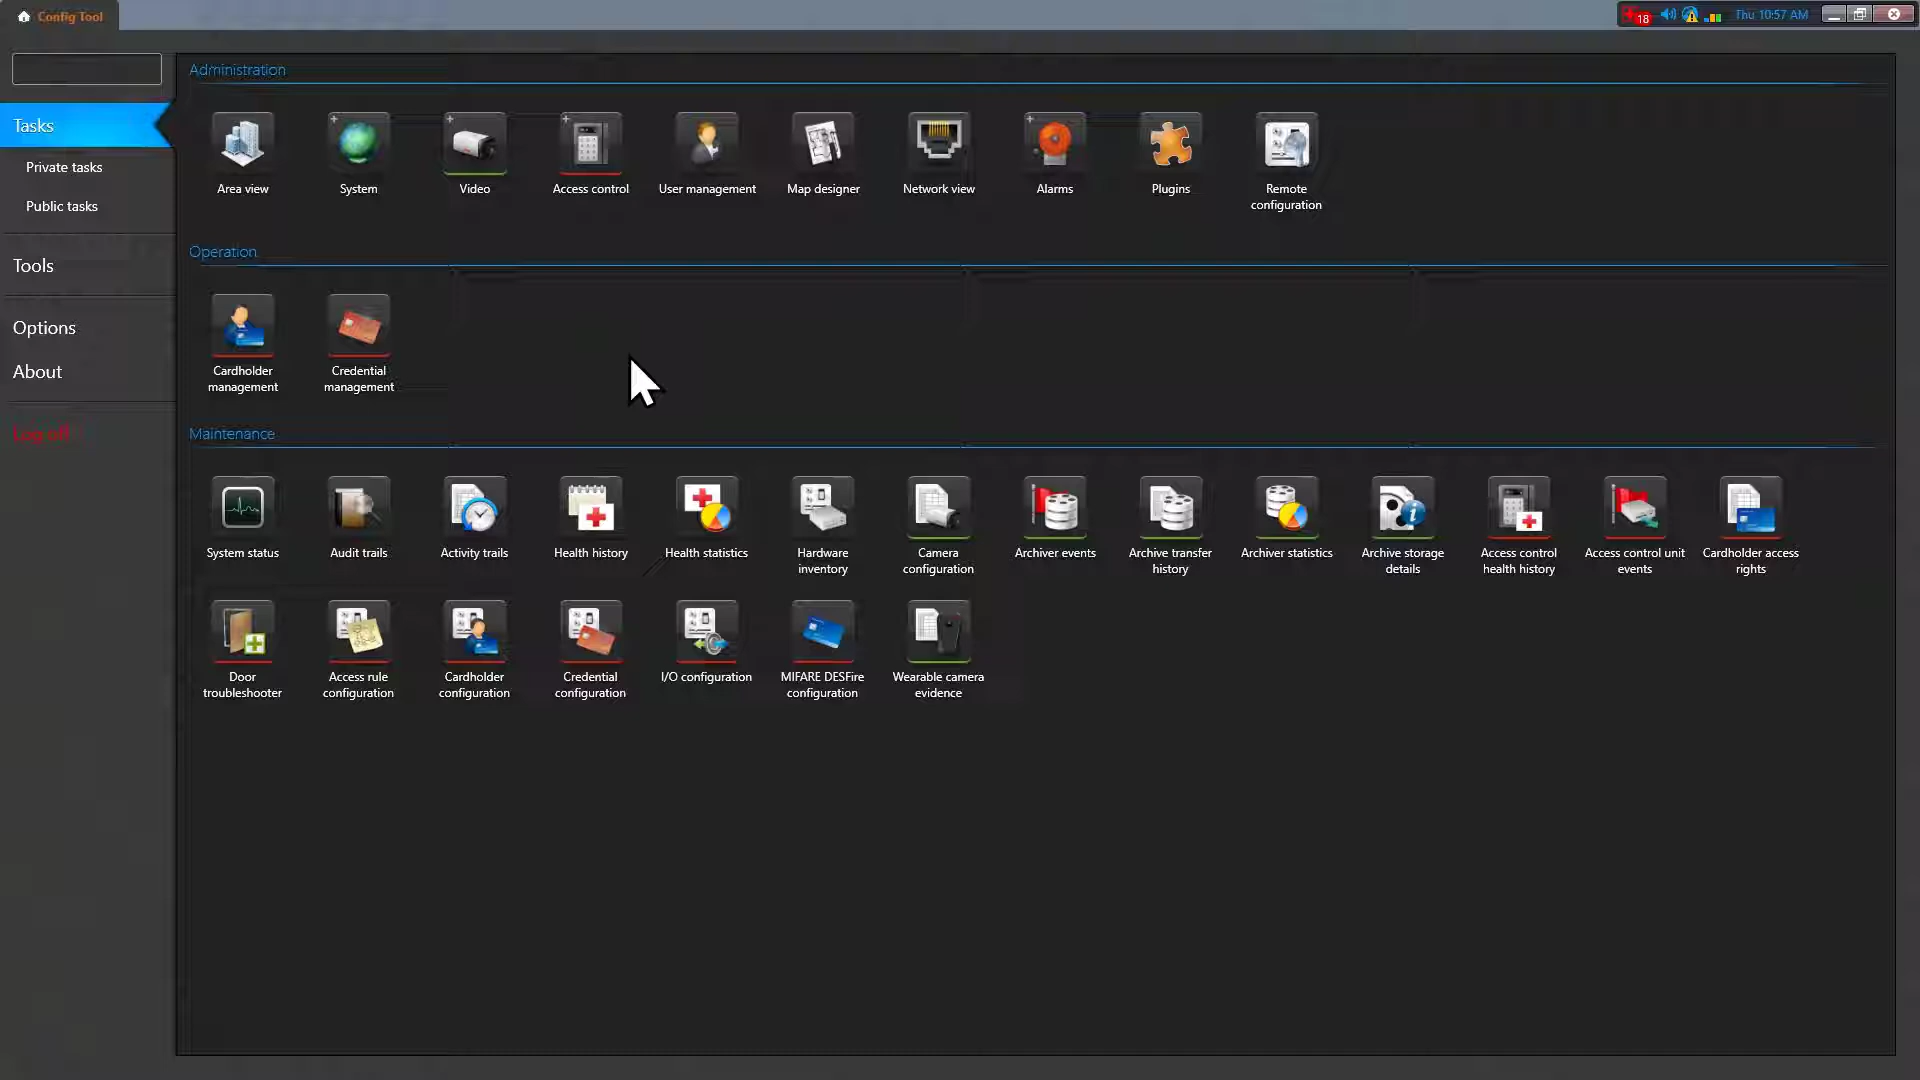 Config Tool
18
Thu 10:57 AM
Tasks
Private tasks
Public tasks
Tools
Options
About
Log off
Administration
Area view
System
Video
Access control
User management
Map designer
Network view
Alarms
Plugins
Remote
configuration
Operation
Cardholder
management
Credential
management
Maintenance
System status
Audit trails
Activity trails
Health history
Health statistics
Hardware
inventory
Camera
configuration
Archiver events
Archive transfer
history
Archiver statistics
Archive storage
details
Access control
health history
Access control unit
events
Cardholder access
rights
Door
troubleshooter
Access rule
configuration
Cardholder
configuration
Credential
configuration
I/O configuration
MIFARE DESFire
configuration
Wearable camera
evidence